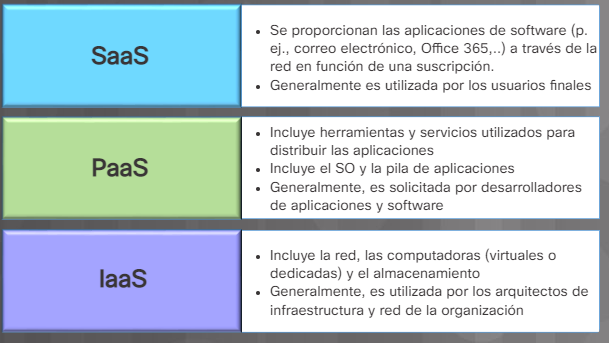 SaaS
• Se proporcionan las aplicaciones de software (p.
ej., correo electrónico, Office 365,..) a través de la
red en función de una suscripción.
• Generalmente es utilizada por los usuarios finales
PaaS
• Incluye herramientas y servicios utilizados para
distribuir las aplicaciones
• Incluye el SO y la pila de aplicaciones
• Generalmente, es solicitada por desarrolladores
de aplicaciones y software
IaaS
• Incluye la red, las computadoras (virtuales o
dedicadas) y el almacenamiento
• Generalmente, es utilizada por los arquitectos de
infraestructura y red de la organización